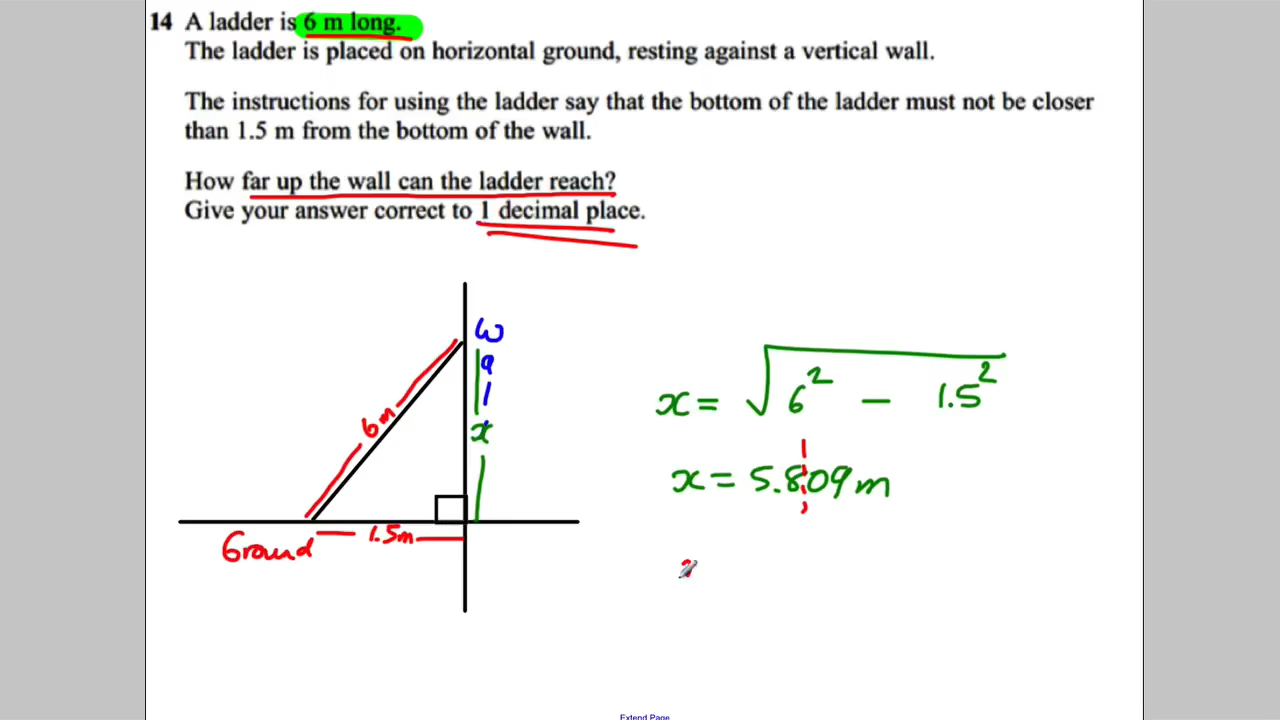 14 A ladder is 6 m long.
The ladder is placed on horizontal ground, resting against a vertical wall.
The instructions for using the ladder say that the bottom of the ladder must not be closer
than 1.5 m from the bottom of the wall.
How far up the wall can the ladder reach?
Give your answer correct to 1 decimal place.
Wall
6m
x
x = √6² − 1.5²
x = 5.809m
1.5m
Ground
Extend Page